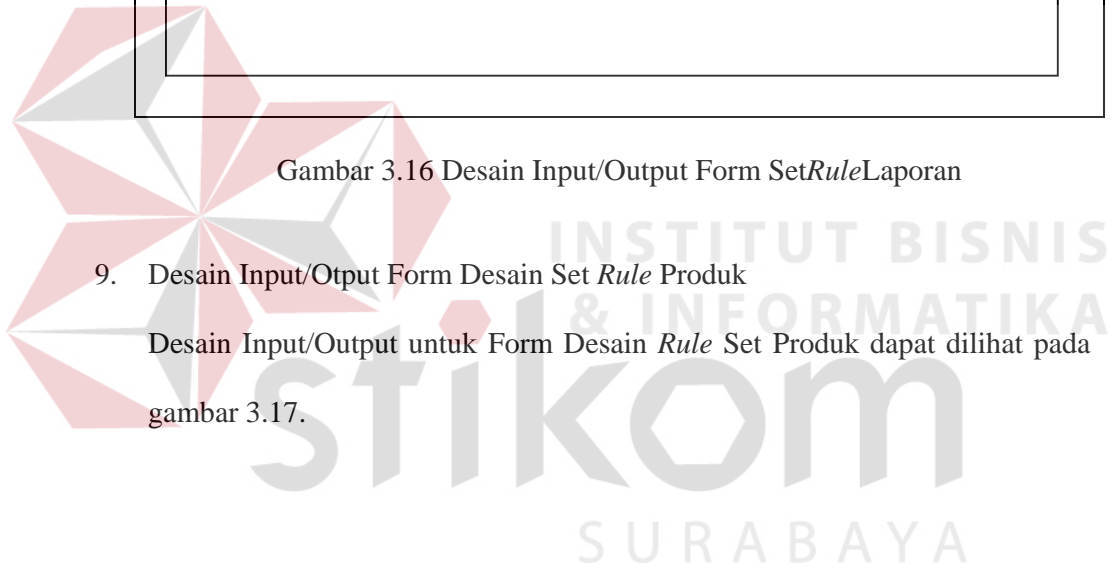 Gambar 3.16 Desain Input/Output Form SetRuleLaporan
INSTITUT BISNIS
9. Desain Input/Otput Form Desain Set Rule Produk
& INFORMATIKA
Desain Input/Output untuk Form Desain Rule Set Produk dapat dilihat pada
gambar 3.17.
stikom
SURABAYA